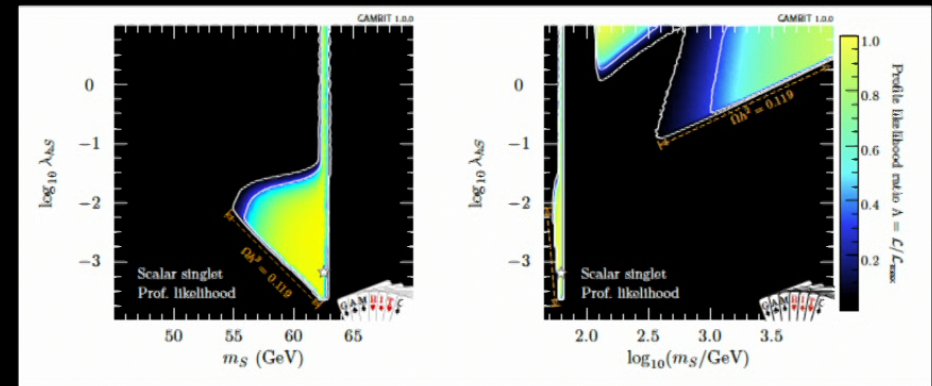 GAMBIT 1.0.0
log₁₀ λₕS
0
−1
−2
−3
Ωh² = 0.119
Scalar singlet
Prof. likelihood
GAMBIT
50 55 60 65
mS (GeV)
GAMBIT 1.0.0
log₁₀ λₕS
0
−1
−2
−3
Ωh² = 0.119
Scalar singlet
Prof. likelihood
GAMBIT
2.0 2.5 3.0 3.5
log₁₀(mS/GeV)
1.0
0.8
0.6
0.4
0.2
Profile likelihood ratio Λ = ℒ/ℒmax